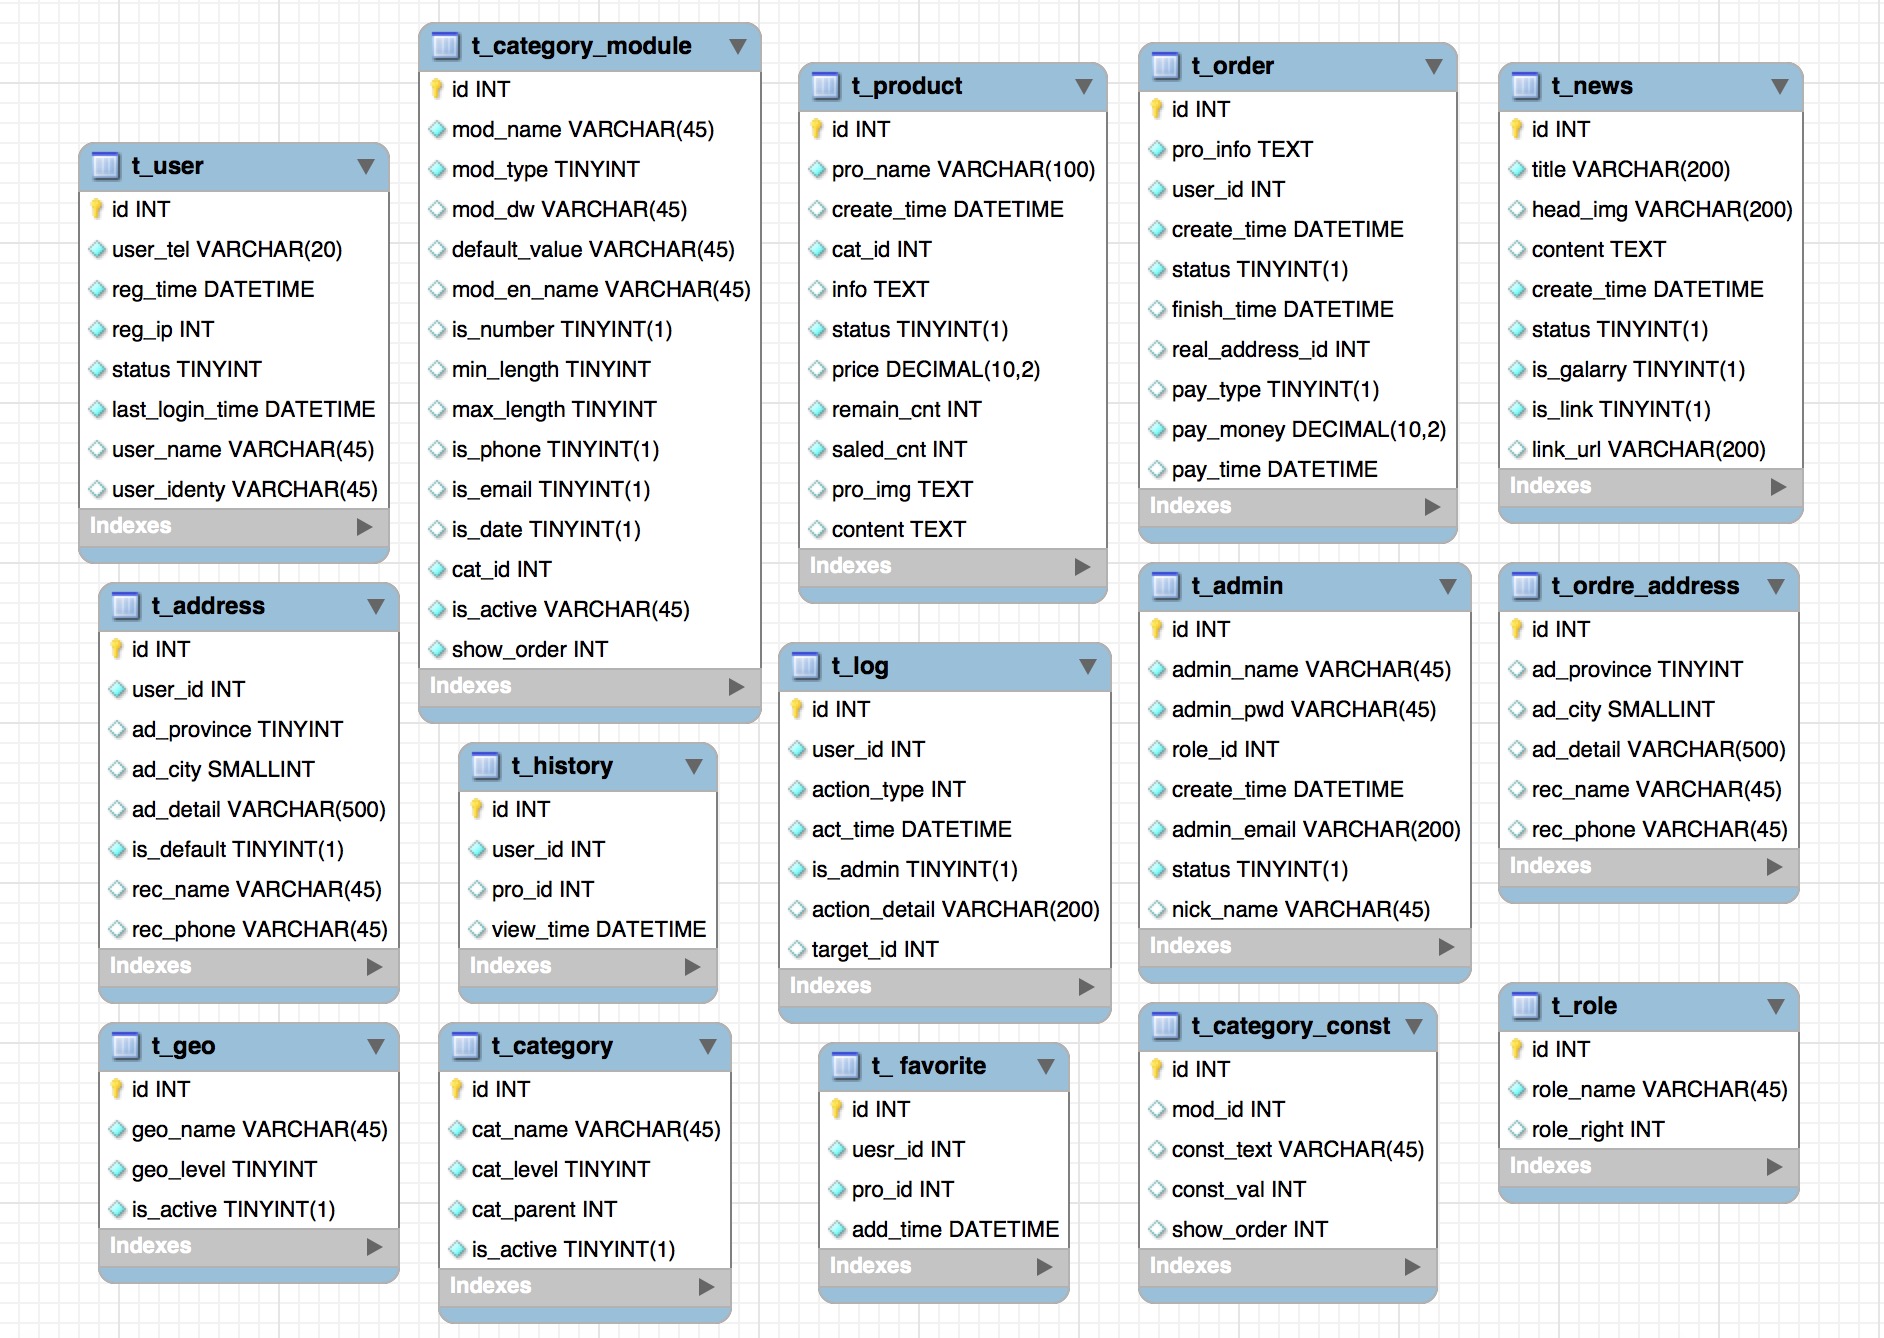 t_user
id INT
user_tel VARCHAR(20)
reg_time DATETIME
reg_ip INT
status TINYINT
last_login_time DATETIME
user_name VARCHAR(45)
user_identy VARCHAR(45)
Indexes
t_category_module
id INT
mod_name VARCHAR(45)
mod_type TINYINT
mod_dw VARCHAR(45)
default_value VARCHAR(45)
mod_en_name VARCHAR(45)
is_number TINYINT(1)
min_length TINYINT
max_length TINYINT
is_phone TINYINT(1)
is_email TINYINT(1)
is_date TINYINT(1)
cat_id INT
is_active VARCHAR(45)
show_order INT
Indexes
t_product
id INT
pro_name VARCHAR(100)
create_time DATETIME
cat_id INT
info TEXT
status TINYINT(1)
price DECIMAL(10,2)
remain_cnt INT
saled_cnt INT
pro_img TEXT
content TEXT
Indexes
t_order
id INT
pro_info TEXT
user_id INT
create_time DATETIME
status TINYINT(1)
finish_time DATETIME
real_address_id INT
pay_type TINYINT(1)
pay_money DECIMAL(10,2)
pay_time DATETIME
Indexes
t_news
id INT
title VARCHAR(200)
head_img VARCHAR(200)
content TEXT
create_time DATETIME
status TINYINT(1)
is_galarry TINYINT(1)
is_link TINYINT(1)
link_url VARCHAR(200)
Indexes
t_address
id INT
user_id INT
ad_province TINYINT
ad_city SMALLINT
ad_detail VARCHAR(500)
is_default TINYINT(1)
rec_name VARCHAR(45)
rec_phone VARCHAR(45)
Indexes
t_history
id INT
user_id INT
pro_id INT
view_time DATETIME
Indexes
t_log
id INT
user_id INT
action_type INT
act_time DATETIME
is_admin TINYINT(1)
action_detail VARCHAR(200)
target_id INT
Indexes
t_admin
id INT
admin_name VARCHAR(45)
admin_pwd VARCHAR(45)
role_id INT
create_time DATETIME
admin_email VARCHAR(200)
status TINYINT(1)
nick_name VARCHAR(45)
Indexes
t_ordre_address
id INT
ad_province TINYINT
ad_city SMALLINT
ad_detail VARCHAR(500)
rec_name VARCHAR(45)
rec_phone VARCHAR(45)
Indexes
t_geo
id INT
geo_name VARCHAR(45)
geo_level TINYINT
is_active TINYINT(1)
Indexes
t_category
id INT
cat_name VARCHAR(45)
cat_level TINYINT
cat_parent INT
is_active TINYINT(1)
Indexes
t_ favorite
id INT
uesr_id INT
pro_id INT
add_time DATETIME
Indexes
t_category_const
id INT
mod_id INT
const_text VARCHAR(45)
const_val INT
show_order INT
Indexes
t_role
id INT
role_name VARCHAR(45)
role_right INT
Indexes